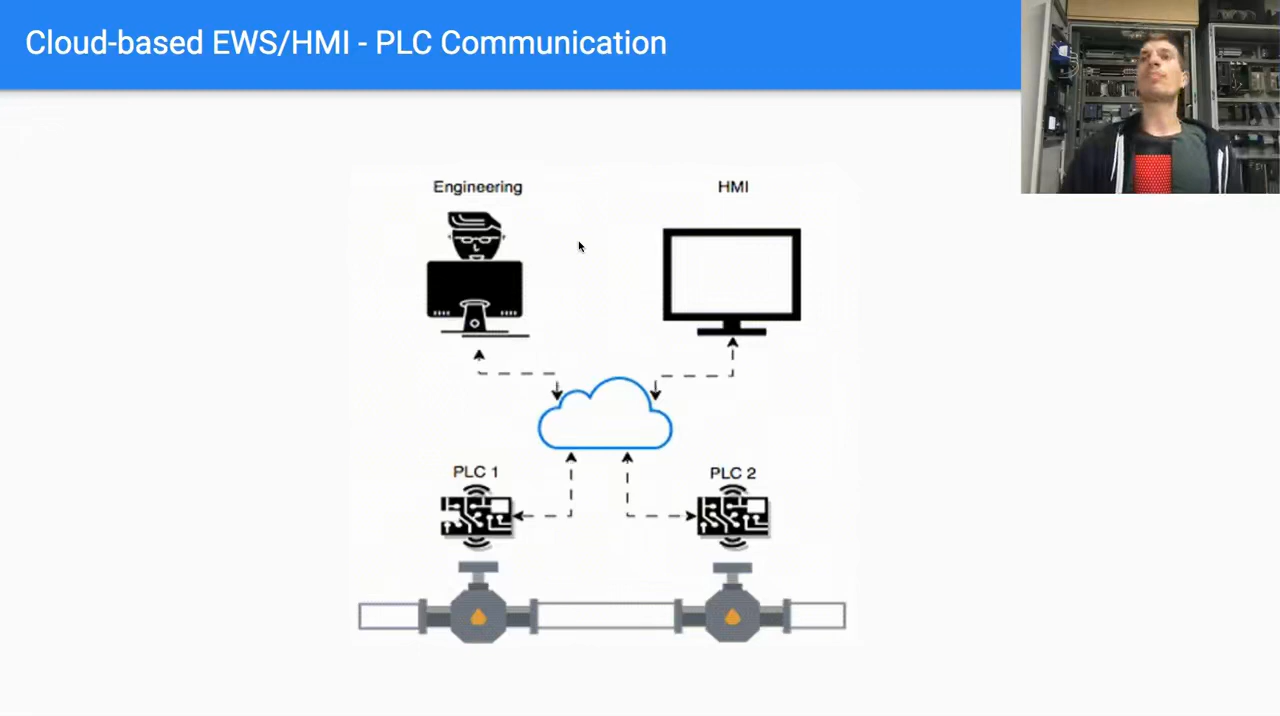 Cloud-based EWS/HMI - PLC Communication
Engineering
HMI
PLC 1
PLC 2